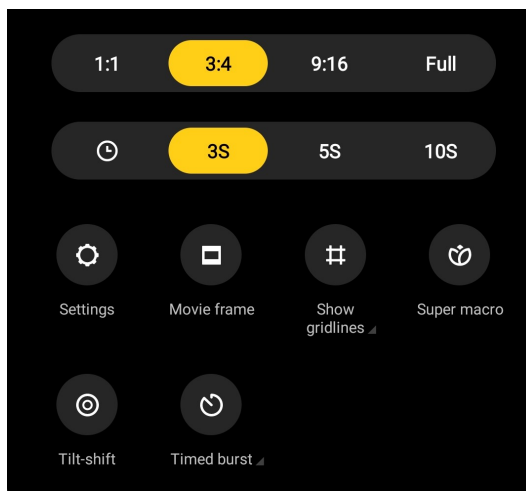 1:1 3:4 9:16 Full
3S 5S 10S
Settings Movie frame Show gridlines Super macro
Tilt-shift Timed burst